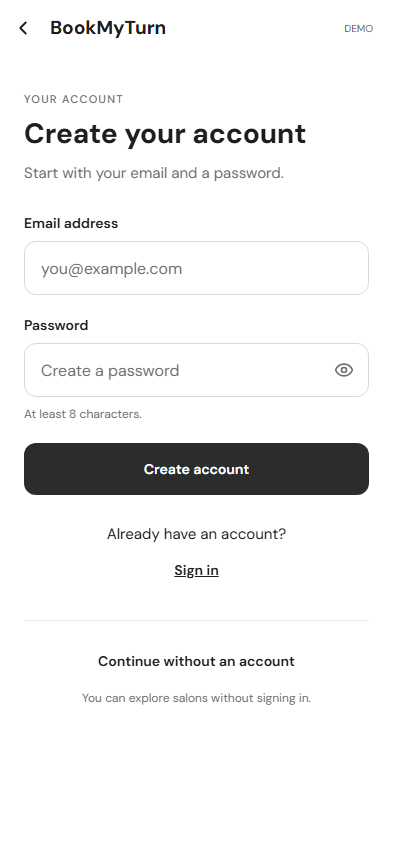 BookMyTurn
DEMO
YOUR ACCOUNT
Create your account
Start with your email and a password.
Email address
you@example.com
Password
Create a password
At least 8 characters.
Create account
Already have an account?
Sign in
Continue without an account
You can explore salons without signing in.